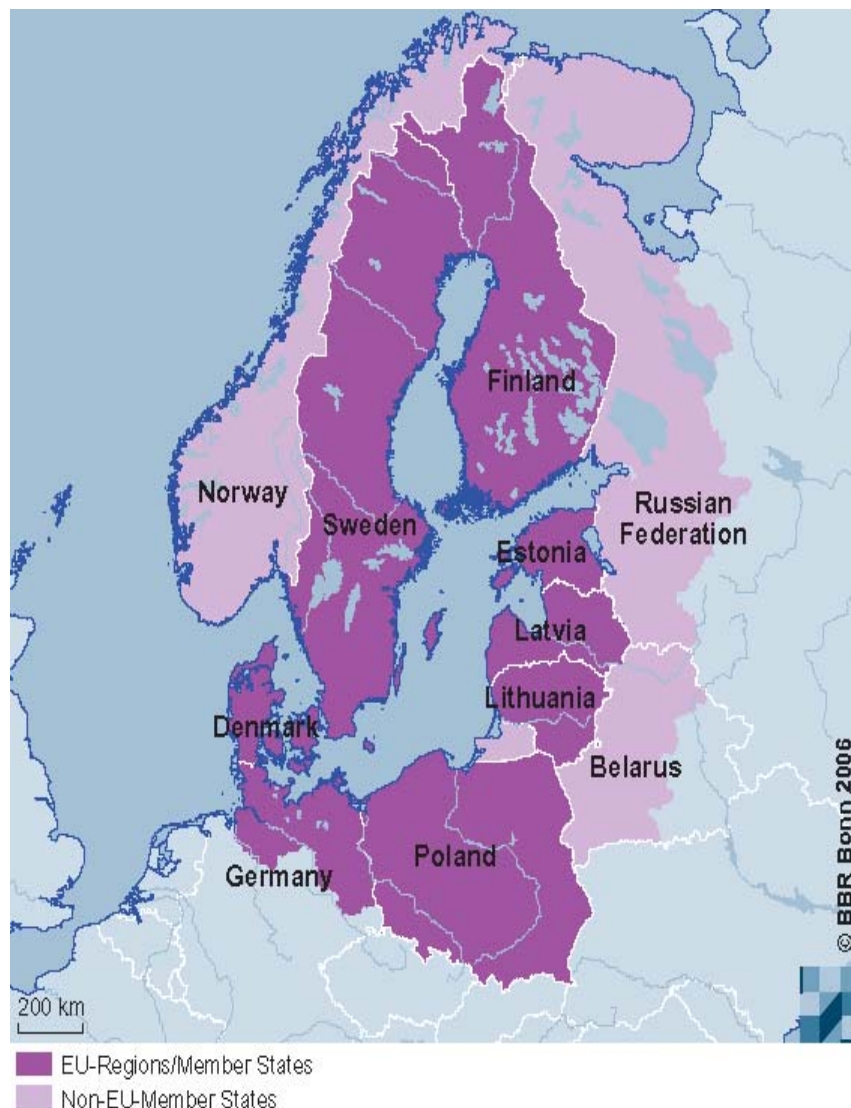 Finland
Norway
Sweden
Russian
Federation
Estonia
Latvia
Lithuania
Denmark
Belarus
Poland
Germany
© BBR Bonn 2006
200 km
EU-Regions/Member States
Non-EU-Member States